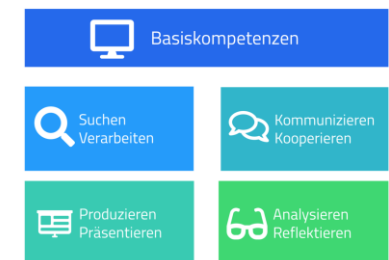 Basiskompetenzen
Suchen
Verarbeiten
Kommunizieren
Kooperieren
Produzieren
Präsentieren
Analysieren
Reflektieren